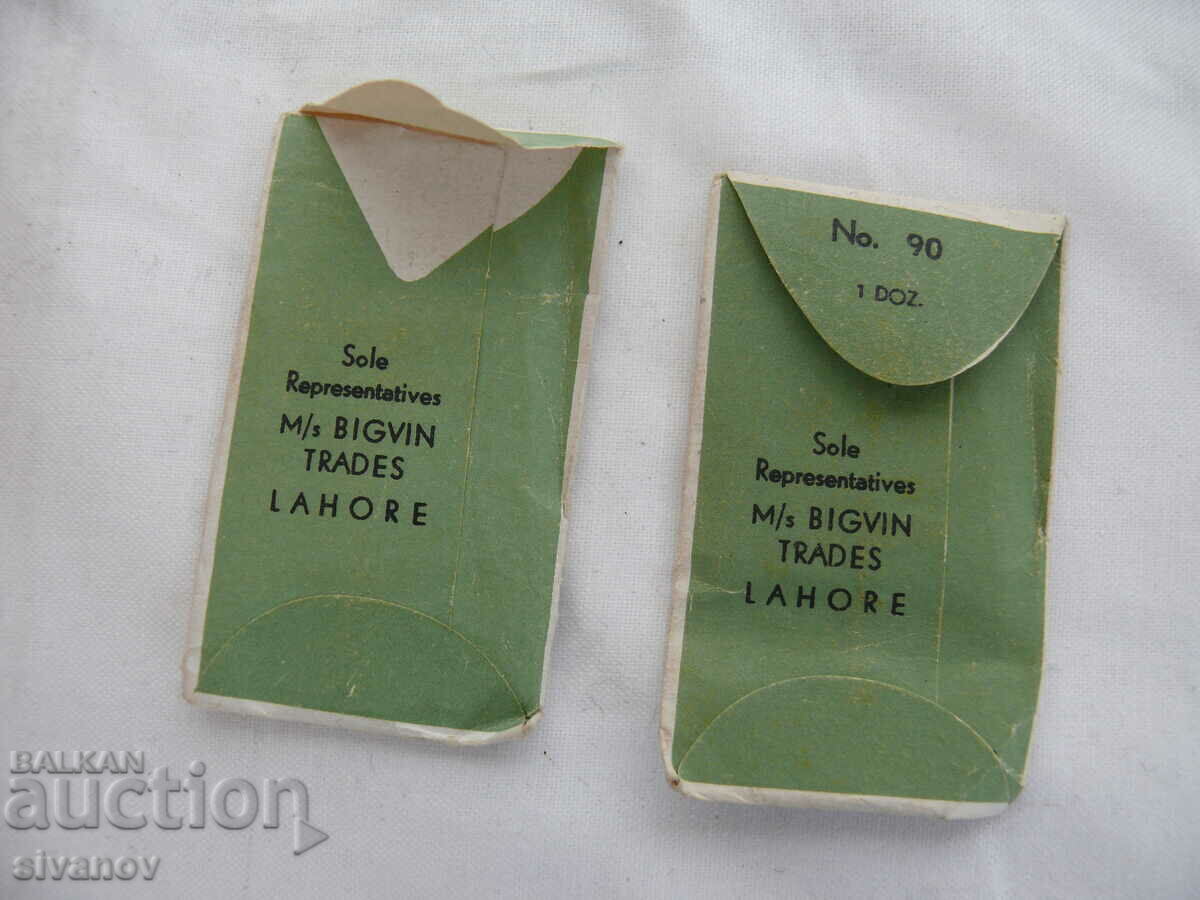 Sole
Representatives
M/s BIGVIN
TRADES
LAHORE
No. 90
1 DOZ.
Sole
Representatives
M/s BIGVIN
TRADES
LAHORE
BALKAN
auction
sivanov